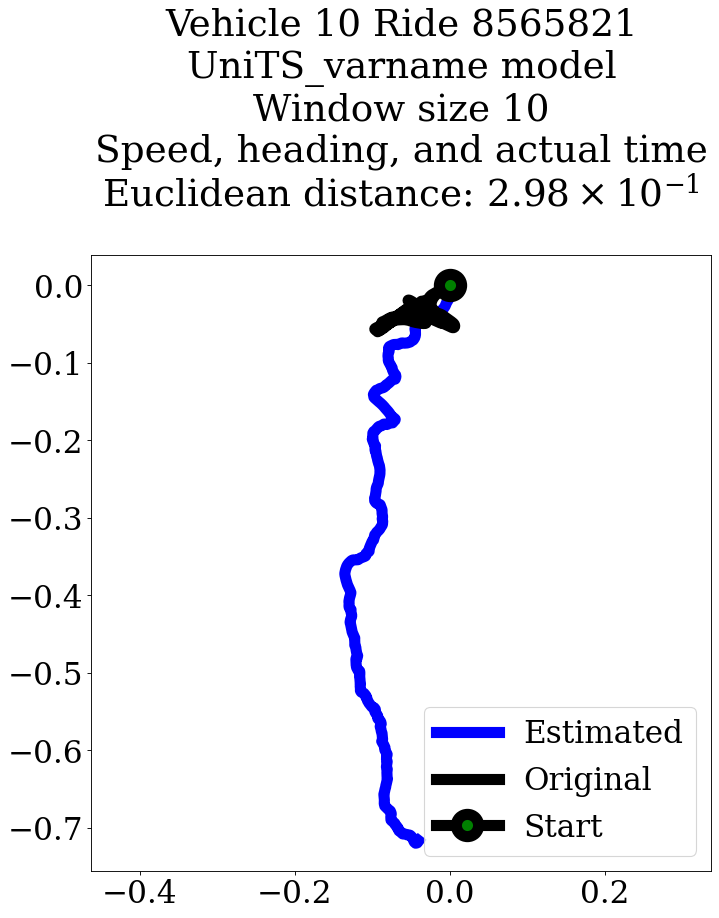 Vehicle 10 Ride 8565821
UniTS_varname model
Window size 10
Speed, heading, and actual time
Euclidean distance: 2.98 × 10⁻¹
0.0
−0.1
−0.2
−0.3
−0.4
−0.5
−0.6
−0.7
Estimated
Original
Start
−0.4 −0.2 0.0 0.2